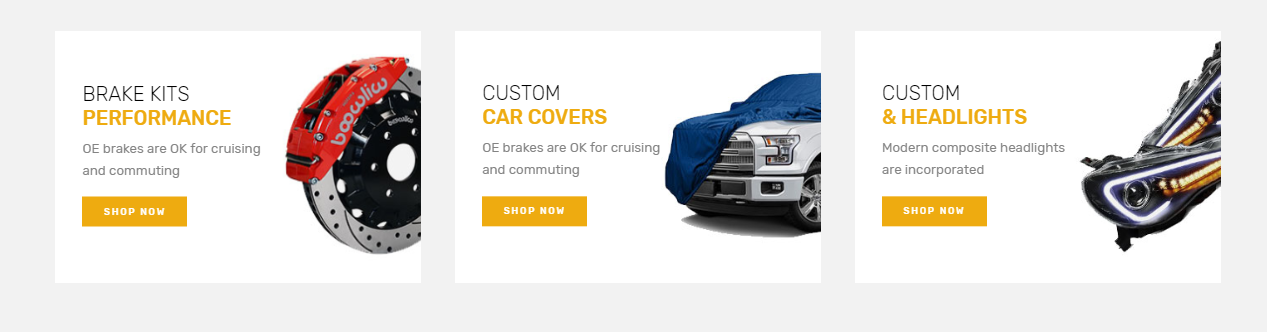 BRAKE KITS
PERFORMANCE
OE brakes are OK for cruising
and commuting
SHOP NOW
CUSTOM
CAR COVERS
OE brakes are OK for cruising
and commuting
SHOP NOW
CUSTOM
& HEADLIGHTS
Modern composite headlights
are incorporated
SHOP NOW